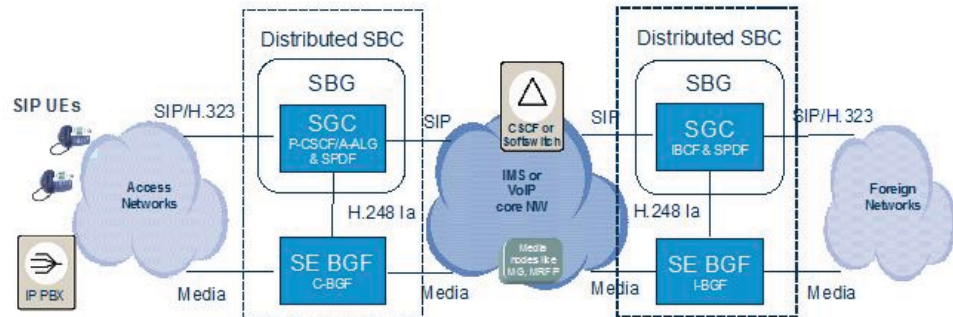 Distributed SBC
Distributed SBC
SBG
SBG
SIP UEs
SIP/H.323
SGC
P-CSCF/A-ALG
& SPDF
SIP
CSCF or
Softswitch
SIP
SGC
IBCF & SPDF
SIP/H.323
Access
Networks
IMS or
VoIP
core NW
Foreign
Networks
H.248 Ia
H.248 Ia
IP PBX
Media
SE BGF
C-BGF
Media
Media
nodes like
MG, MRFP
Media
SE BGF
I-BGF
Media